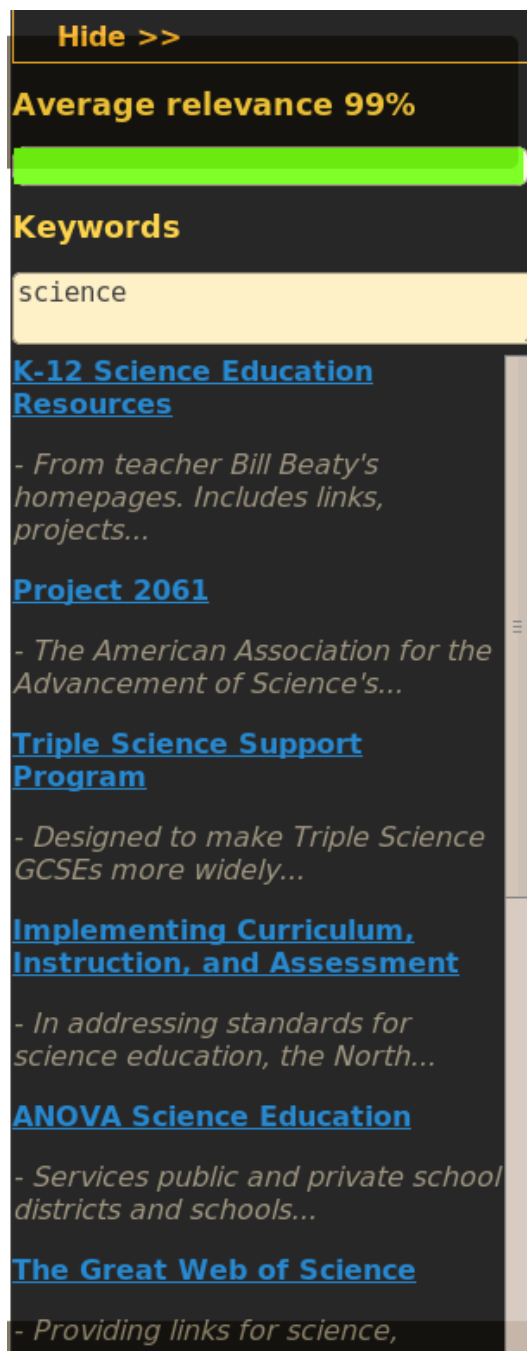 Hide >>
Average relevance 99%
Keywords
science
K-12 Science Education
Resources
- From teacher Bill Beaty's
homepages. Includes links,
projects...
Project 2061
- The American Association for the
Advancement of Science's...
Triple Science Support
Program
- Designed to make Triple Science
GCSEs more widely...
Implementing Curriculum,
Instruction, and Assessment
- In addressing standards for
science education, the North...
ANOVA Science Education
- Services public and private school
districts and schools...
The Great Web of Science
- Providing links for science,